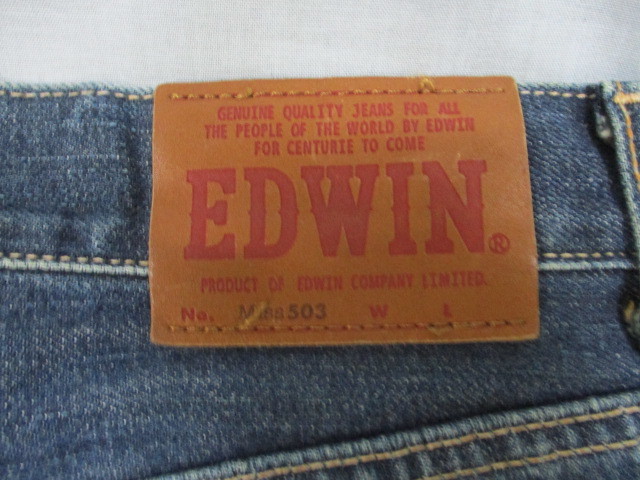 GENUINE QUALITY JEANS FOR ALL
THE PEOPLE OF THE WORLD BY EDWIN
FOR CENTURIE TO COME
EDWIN®
PRODUCT OF EDWIN COMPANY LIMITED.
No. Miss503 W L